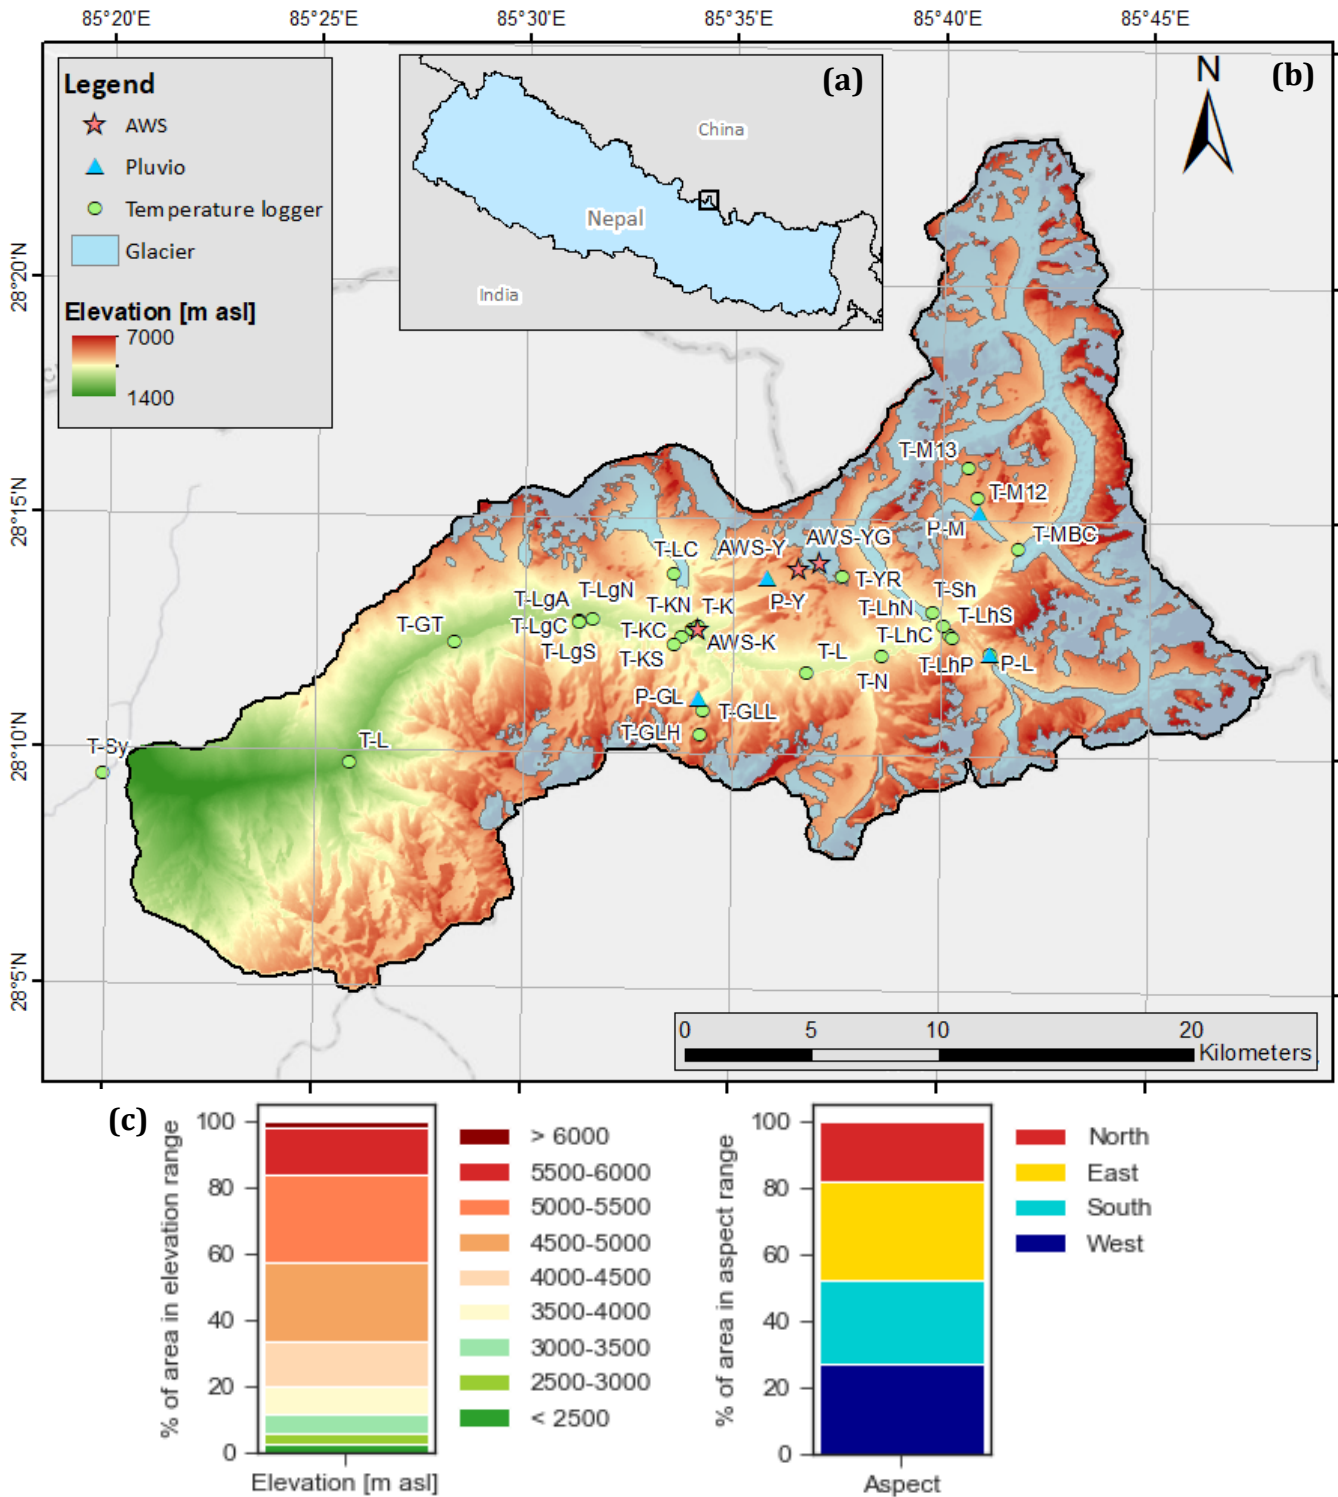 85°20'E 85°25'E 85°30'E 85°35'E 85°40'E 85°45'E
28°20'N
28°15'N
28°10'N
28°5'N
Legend
AWS
Pluvio
Temperature logger
Glacier
Elevation [m asl]
7000
1400
(a)
China
Nepal
India
(b)
N
T-M13
T-M12
P-M
T-MBC
AWS-Y
AWS-YG
T-LC
P-Y
T-YR
T-Sh
T-LgN
T-LgA
T-KN
T-K
T-LhN
T-LhS
T-GT
T-LgC
T-KC
AWS-K
T-LhC
T-LgS
T-KS
T-L
T-LhP
P-L
T-N
P-GL
T-GLL
T-GLH
T-Sy
T-L
0 5 10 20
Kilometers
(c)
% of area in elevation range
100
80
60
40
20
0
Elevation [m asl]
> 6000
5500-6000
5000-5500
4500-5000
4000-4500
3500-4000
3000-3500
2500-3000
< 2500
% of area in aspect range
100
80
60
40
20
0
Aspect
North
East
South
West